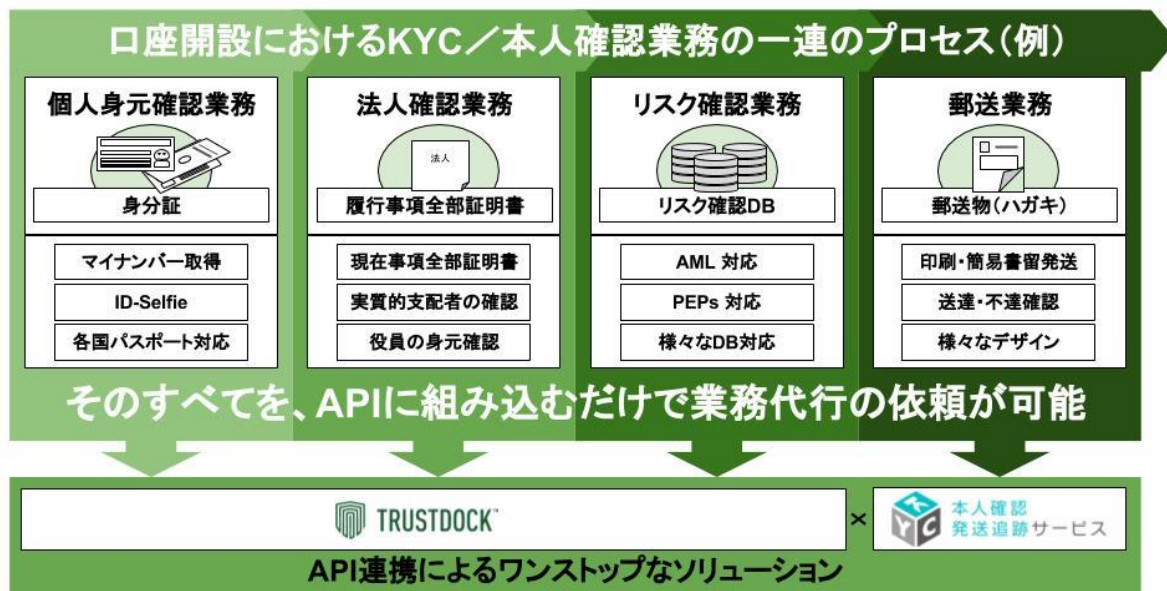 口座開設におけるKYC／本人確認業務の一連のプロセス（例）
個人身元確認業務
身分証
マイナンバー取得
ID-Selfie
各国パスポート対応
法人確認業務
法人
履行事項全部証明書
現在事項全部証明書
実質的支配者の確認
役員の身元確認
リスク確認業務
リスク確認DB
AML 対応
PEPs 対応
様々なDB対応
郵送業務
郵送物（ハガキ）
印刷・簡易書留発送
送達・不達確認
様々なデザイン
そのすべてを、APIに組み込むだけで業務代行の依頼が可能
TRUSTDOCK™
×
KYC
本人確認
発送追跡サービス
API連携によるワンストップなソリューション